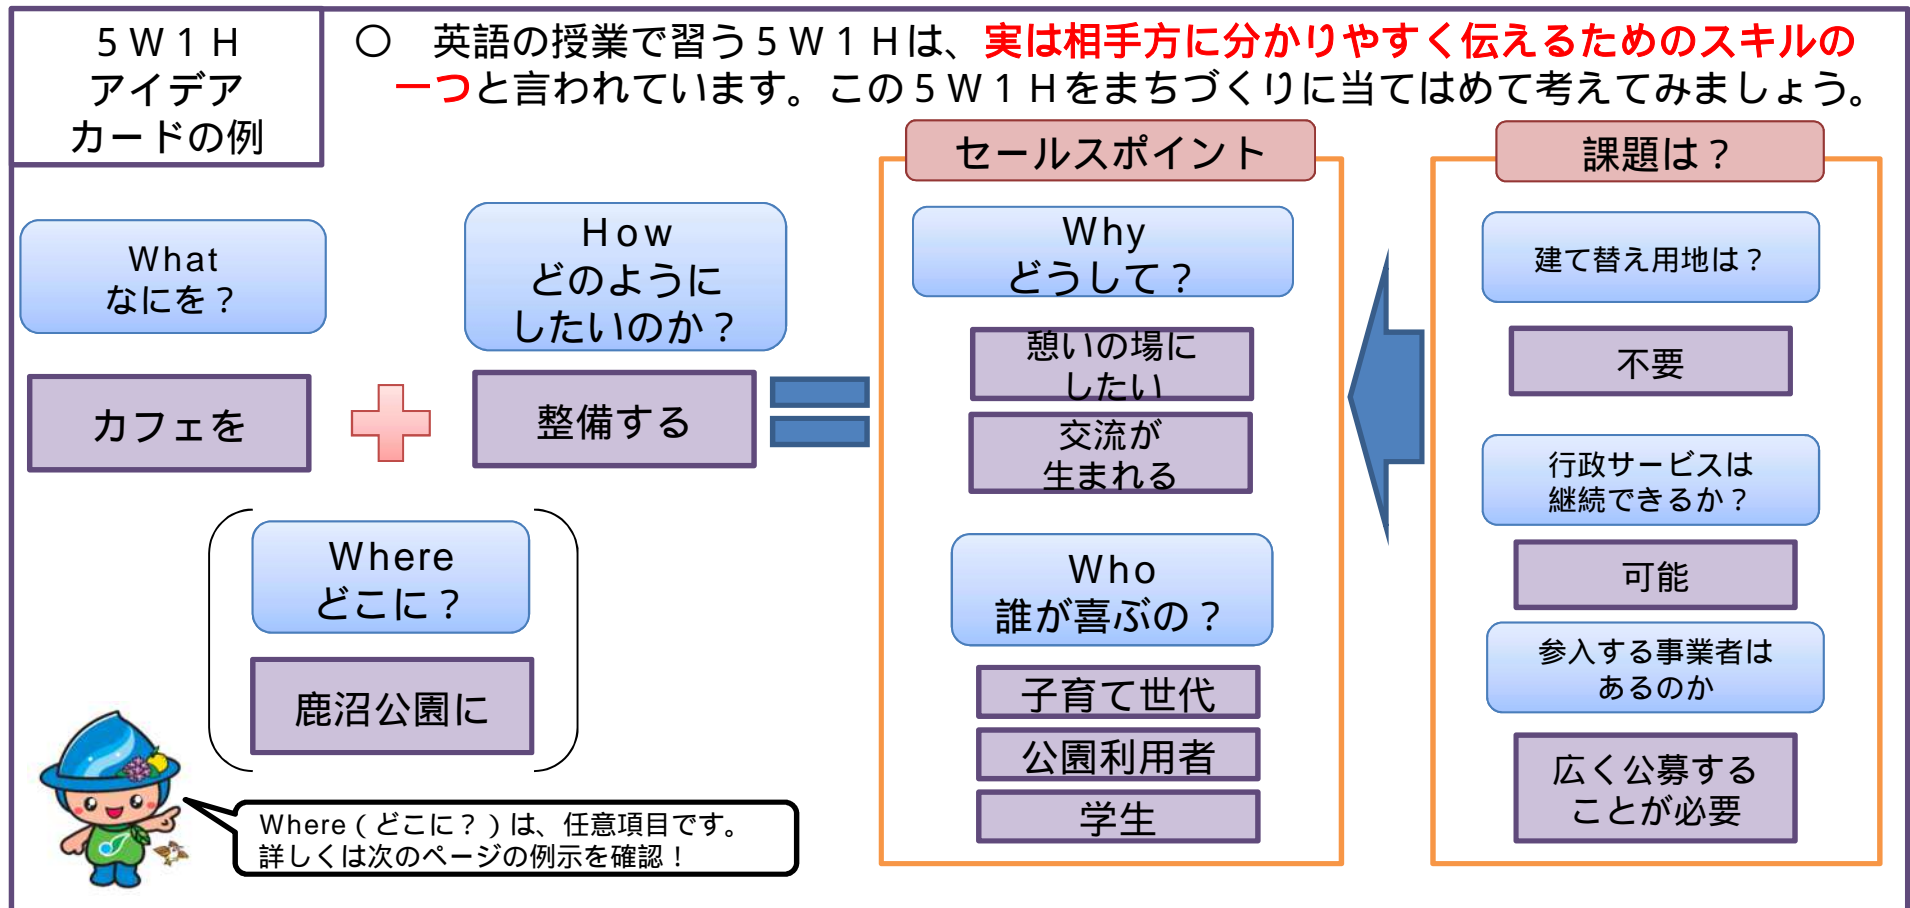 ５Ｗ１Ｈ
アイデア
カードの例
○　英語の授業で習う５Ｗ１Ｈは、実は相手方に分かりやすく伝えるためのスキルの
一つと言われています。この５Ｗ１Ｈをまちづくりに当てはめて考えてみましょう。
What
なにを？
カフェを
How
どのように
したいのか？
整備する
Where
どこに？
鹿沼公園に
Where（どこに？）は、任意項目です。
詳しくは次のページの例示を確認！
セールスポイント
Why
どうして？
憩いの場に
したい
交流が
生まれる
Who
誰が喜ぶの？
子育て世代
公園利用者
学生
課題は？
建て替え用地は？
不要
行政サービスは
継続できるか？
可能
参入する事業者は
あるのか
広く公募する
ことが必要